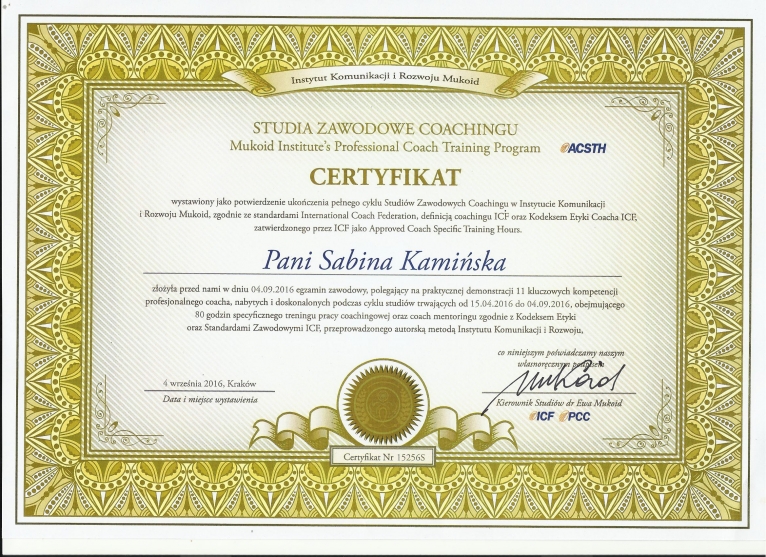 Instytut Komunikacji i Rozwoju Mukoid
STUDIA ZAWODOWE COACHINGU
Mukoid Institute's Professional Coach Training Program
ACSTH
CERTYFIKAT
wystawiony jako potwierdzenie ukończenia pełnego cyklu Studiów Zawodowych Coachingu w Instytucie Komunikacji
i Rozwoju Mukoid, zgodnie ze standardami International Coach Federation, definicją coachingu ICF oraz Kodeksem Etyki Coacha ICF,
zatwierdzonego przez ICF jako Approved Coach Specific Training Hours.
Pani Sabina Kamińska
złożyła przed nami w dniu 04.09.2016 egzamin zawodowy, polegający na praktycznej demonstracji 11 kluczowych kompetencji
profesjonalnego coacha, nabytych i doskonalonych podczas cyklu studiów trwających od 15.04.2016 do 04.09.2016, obejmującego
80 godzin specyficznego treningu pracy coachingowej oraz coach mentoringu zgodnie z Kodeksem Etyki
oraz Standardami Zawodowymi ICF, przeprowadzonego autorską metodą Instytutu Komunikacji i Rozwoju.
co niniejszym poświadczamy naszym
własnoręcznym podpisem
Mukoid
4 września 2016, Kraków
Data i miejsce wystawienia
Kierownik Studiów dr Ewa Mukoid
ICF PCC
Certyfikat Nr 15256S